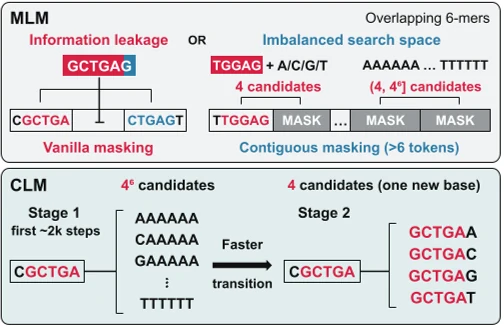 MLM
Overlapping 6-mers
Information leakage OR Imbalanced search space
GCTGAG
TGGAG + A/C/G/T
AAAAAA ... TTTTTT
4 candidates
(4, 4⁶] candidates
CGCTGA
CTGAGT
TTGGAG MASK ... MASK MASK
Vanilla masking
Contiguous masking (>6 tokens)
CLM
4⁶ candidates
4 candidates (one new base)
Stage 1
first ~2k steps
CGCTGA
AAAAAA
CAAAAA
GAAAAA
⋮
TTTTTT
Faster
transition
Stage 2
CGCTGA
GCTGAA
GCTGAC
GCTGAG
GCTGAT